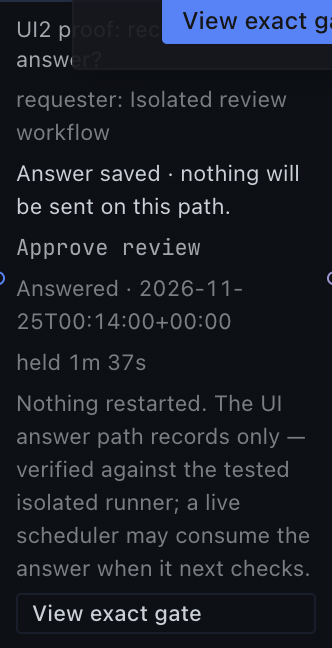 View exact ga
UI2 proof: rec
answer?
requester: Isolated review
workflow
Answer saved · nothing will
be sent on this path.
Approve review
Answered · 2026-11-
25T00:14:00+00:00
held 1m 37s
Nothing restarted. The UI
answer path records only —
verified against the tested
isolated runner; a live
scheduler may consume the
answer when it next checks.
View exact gate